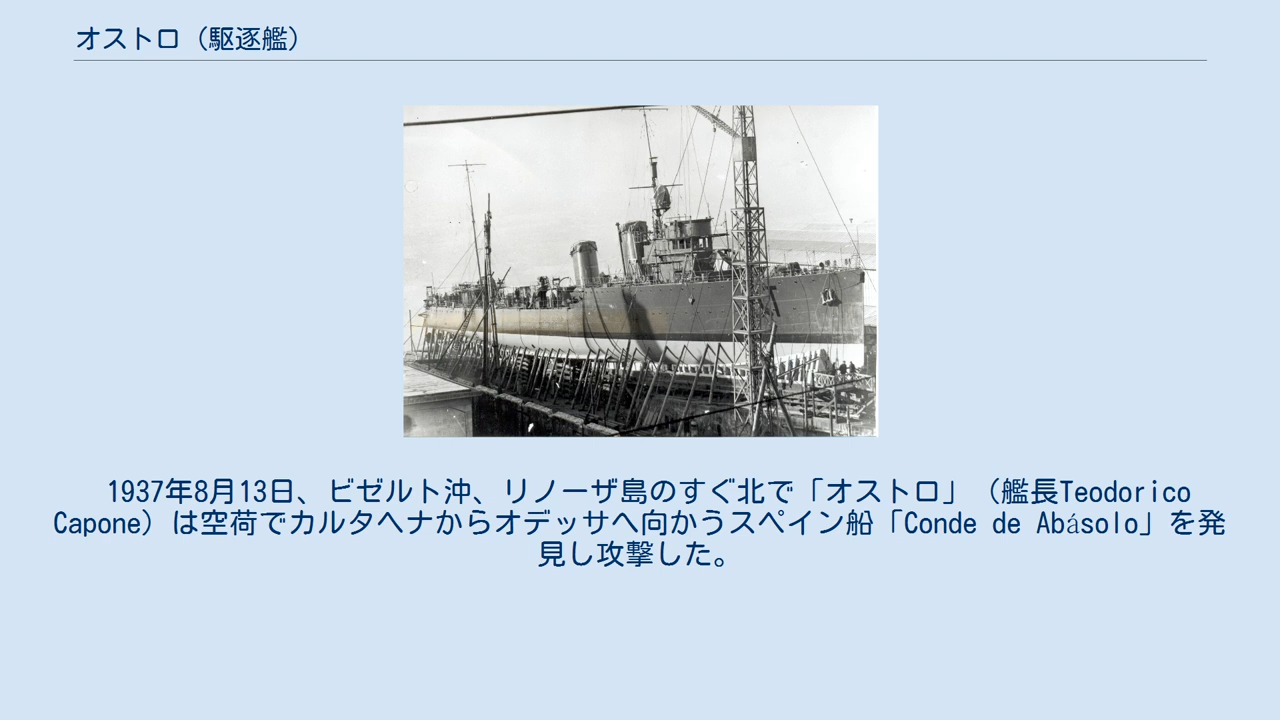 オストロ（駆逐艦）
1937年8月13日、ビゼルト沖、リノーザ島のすぐ北で「オストロ」（艦長Teodorico
Capone）は空荷でカルタヘナからオデッサへ向かうスペイン船「Conde de Abásolo」を発
見し攻撃した。